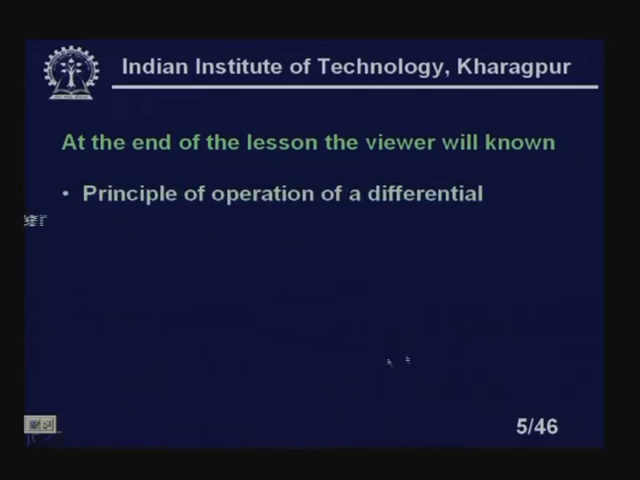 Indian Institute of Technology, Kharagpur
At the end of the lesson the viewer will known
• Principle of operation of a differential
5/46